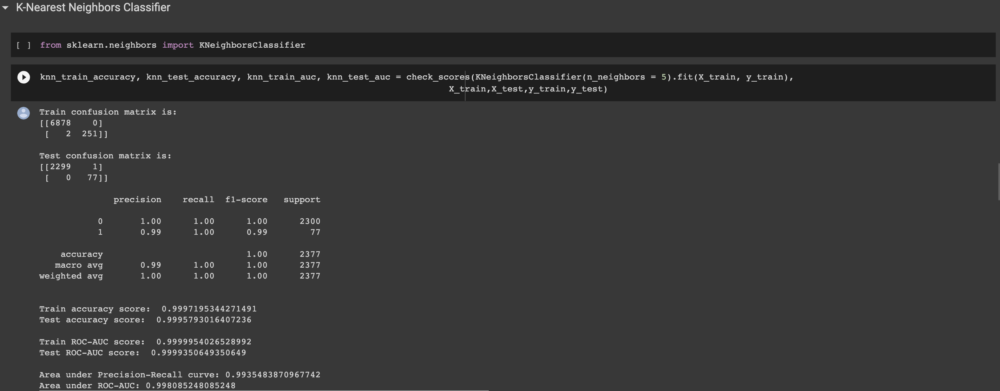 K-Nearest Neighbors Classifier
[ ] from sklearn.neighbors import KNeighborsClassifier
knn_train_accuracy, knn_test_accuracy, knn_train_auc, knn_test_auc = check_scores(KNeighborsClassifier(n_neighbors = 5).fit(X_train, y_train),
X_train,X_test,y_train,y_test)
Train confusion matrix is:
[[6878    0]
 [   2  251]]
Test confusion matrix is:
[[2299    1]
 [   0   77]]
precision    recall  f1-score   support
0       1.00      1.00      1.00      2300
1       0.99      1.00      0.99        77
accuracy                           1.00      2377
macro avg       0.99      1.00      1.00      2377
weighted avg       1.00      1.00      1.00      2377
Train accuracy score:  0.9997195344271491
Test accuracy score:  0.9995793016407236
Train ROC-AUC score:  0.9999954026528992
Test ROC-AUC score:  0.9999350649350649
Area under Precision-Recall curve: 0.9935483870967742
Area under ROC-AUC: 0.998085248085248